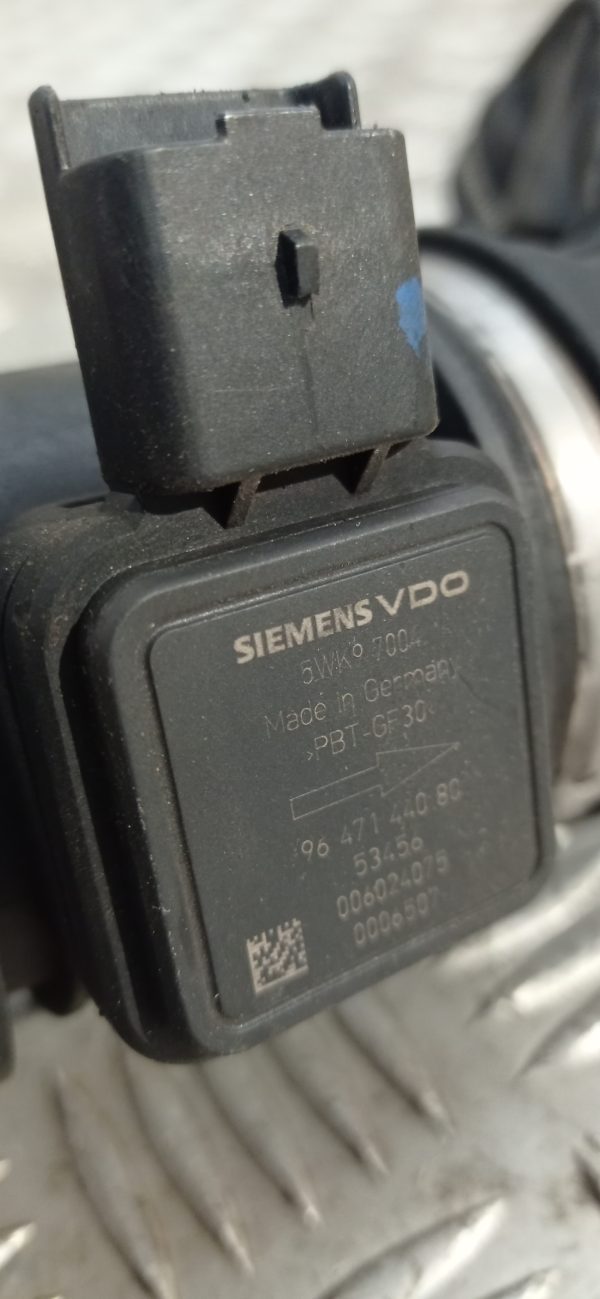 SIEMENS VDO
5WK9 7004
Made in Germany
>PBT-GF30<
96 471 440 80
53456
006024075
0006507